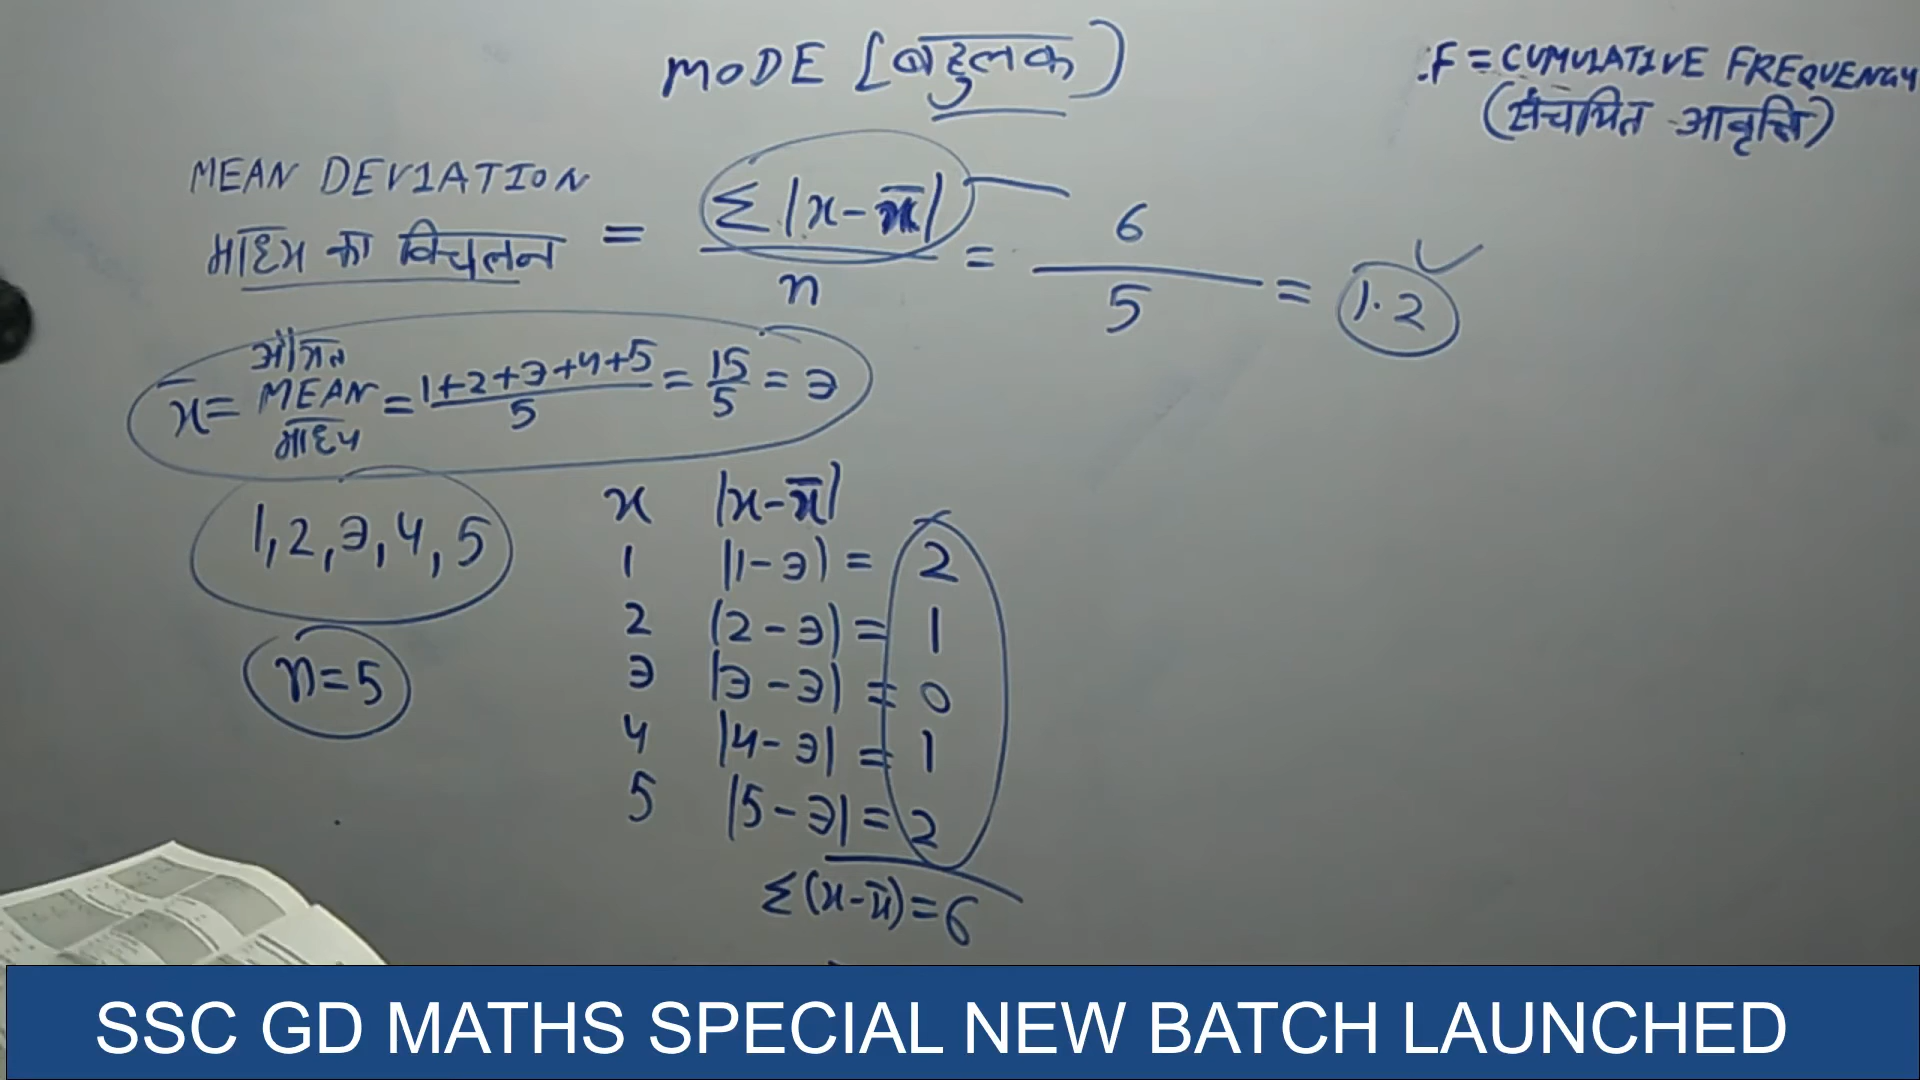 MODE [बहुलक)
.F = CUMULATIVE FREQUENCY
(संचयित आवृत्ति)
MEAN DEVIATION
माध्य का विचलन = Σ|x-x̄| / n = 6 / 5 = 1.2
x̄ = औसत MEAN माध्य = 1+2+3+4+5 / 5 = 15 / 5 = 3
1, 2, 3, 4, 5
n=5
x |x-x̄|
1 |1-3) = 2
2 (2-3) = 1
3 |3-3) = 0
4 |4-3| = 1
5 |5-3| = 2
Σ(x-x̄)=6
SSC GD MATHS SPECIAL NEW BATCH LAUNCHED